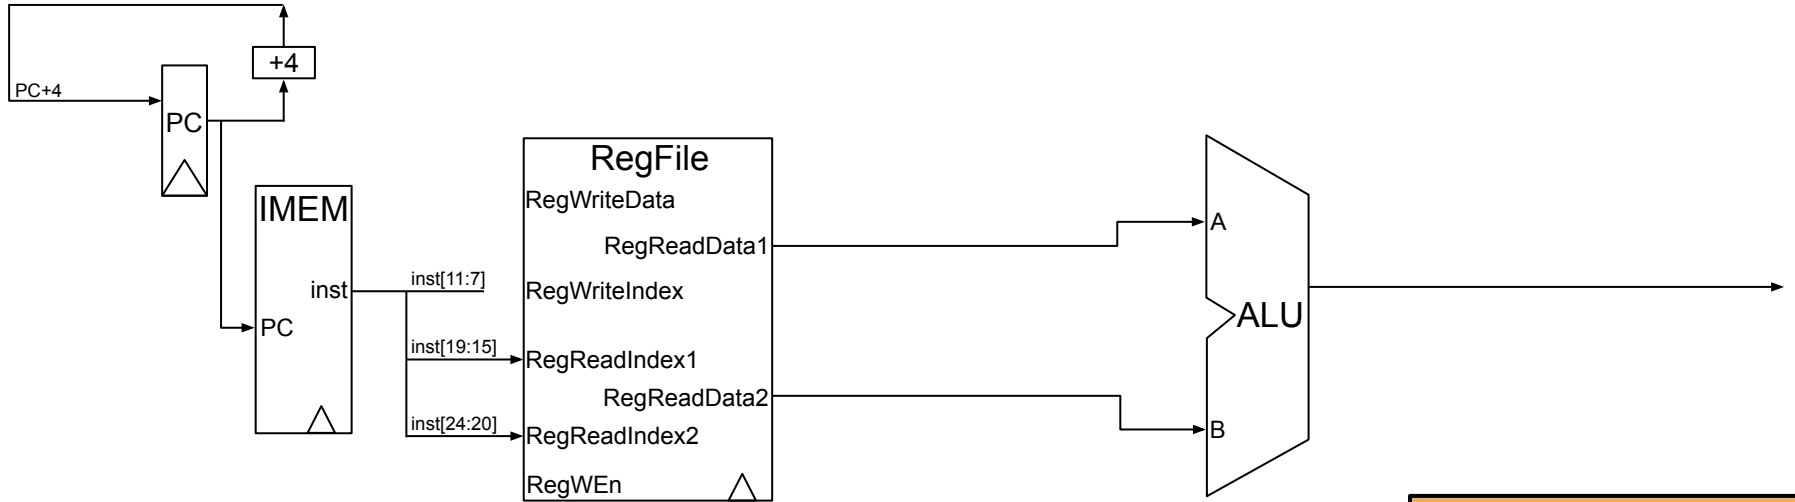 +4
PC+4
PC
IMEM
inst
PC
inst[11:7]
inst[19:15]
inst[24:20]
RegFile
RegWriteData
RegReadData1
RegWriteIndex
RegReadIndex1
RegReadData2
RegReadIndex2
RegWEn
A
ALU
B